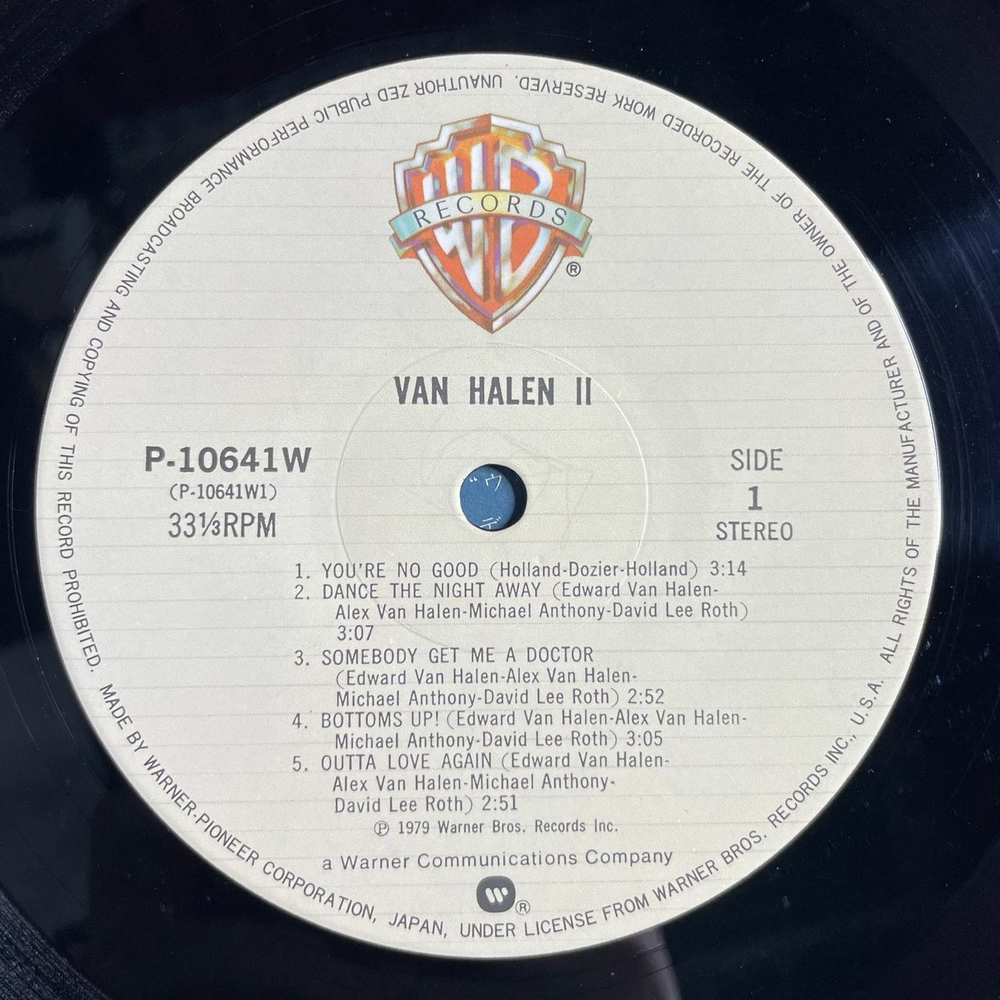 WB
RECORDS
®
VAN HALEN II
P-10641W
(P-10641W1)
33⅓RPM
SIDE
1
STEREO
“ウ
デ
1. YOU'RE NO GOOD (Holland-Dozier-Holland) 3:14
2. DANCE THE NIGHT AWAY (Edward Van Halen-
Alex Van Halen-Michael Anthony-David Lee Roth)
3:07
3. SOMEBODY GET ME A DOCTOR
(Edward Van Halen-Alex Van Halen-
Michael Anthony-David Lee Roth) 2:52
4. BOTTOMS UP! (Edward Van Halen-Alex Van Halen-
Michael Anthony-David Lee Roth) 3:05
5. OUTTA LOVE AGAIN (Edward Van Halen-
Alex Van Halen-Michael Anthony-
David Lee Roth) 2:51
Ⓟ 1979 Warner Bros. Records Inc.
a Warner Communications Company
®
MADE BY WARNER-PIONEER CORPORATION, JAPAN, UNDER LICENSE FROM WARNER BROS. RECORDS INC., U.S.A. ALL RIGHTS OF THE MANUFACTURER AND OF THE OWNER OF THE RECORDED WORK RESERVED. UNAUTHOR ZED PUBLIC PERFORMANCE BROADCASTING AND COPYING OF THIS RECORD PROHIBITED.